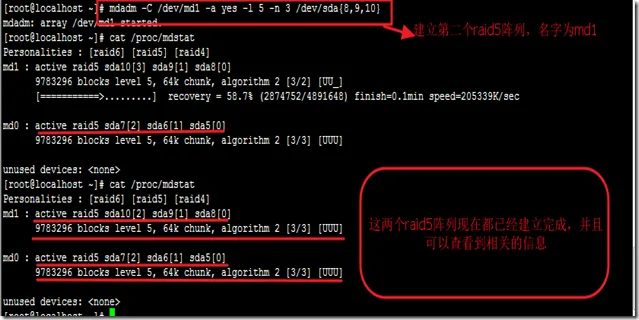 [root@localhost ~]# mdadm -C /dev/md1 -a yes -l 5 -n 3 /dev/sda{8,9,10}
mdadm: array /dev/md1 started.
建立第二个raid5阵列，名字为md1
[root@localhost ~]# cat /proc/mdstat
Personalities : [raid6] [raid5] [raid4]
md1 : active raid5 sda10[3] sda9[1] sda8[0]
9783296 blocks level 5, 64k chunk, algorithm 2 [3/2] [UU_]
[===========>.........] recovery = 58.7% (2874752/4891648) finish=0.1min speed=205339K/sec
md0 : active raid5 sda7[2] sda6[1] sda5[0]
9783296 blocks level 5, 64k chunk, algorithm 2 [3/3] [UUU]
unused devices: <none>
[root@localhost ~]# cat /proc/mdstat
Personalities : [raid6] [raid5] [raid4]
md1 : active raid5 sda10[2] sda9[1] sda8[0]
9783296 blocks level 5, 64k chunk, algorithm 2 [3/3] [UUU]
md0 : active raid5 sda7[2] sda6[1] sda5[0]
9783296 blocks level 5, 64k chunk, algorithm 2 [3/3] [UUU]
unused devices: <none>
[root@localhost ~]#
这两个raid5阵列现在都已经建立完成，并且
可以查看到相关的信息